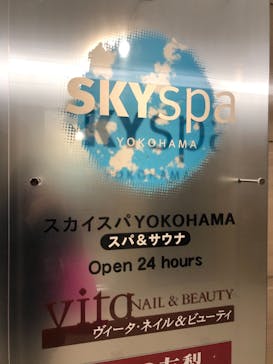 SKYspa
YOKOHAMA
スカイスパYOKOHAMA
スパ&サウナ
Open 24 hours
vita NAIL & BEAUTY
ヴィータ・ネイル&ビューティ